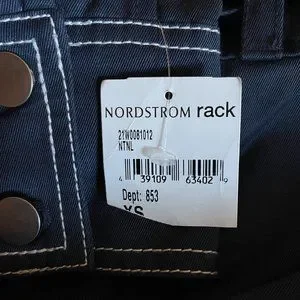 NORDSTROM rack
21W0081012
NTNL
4 39109 63402 9
Dept: 853
XS